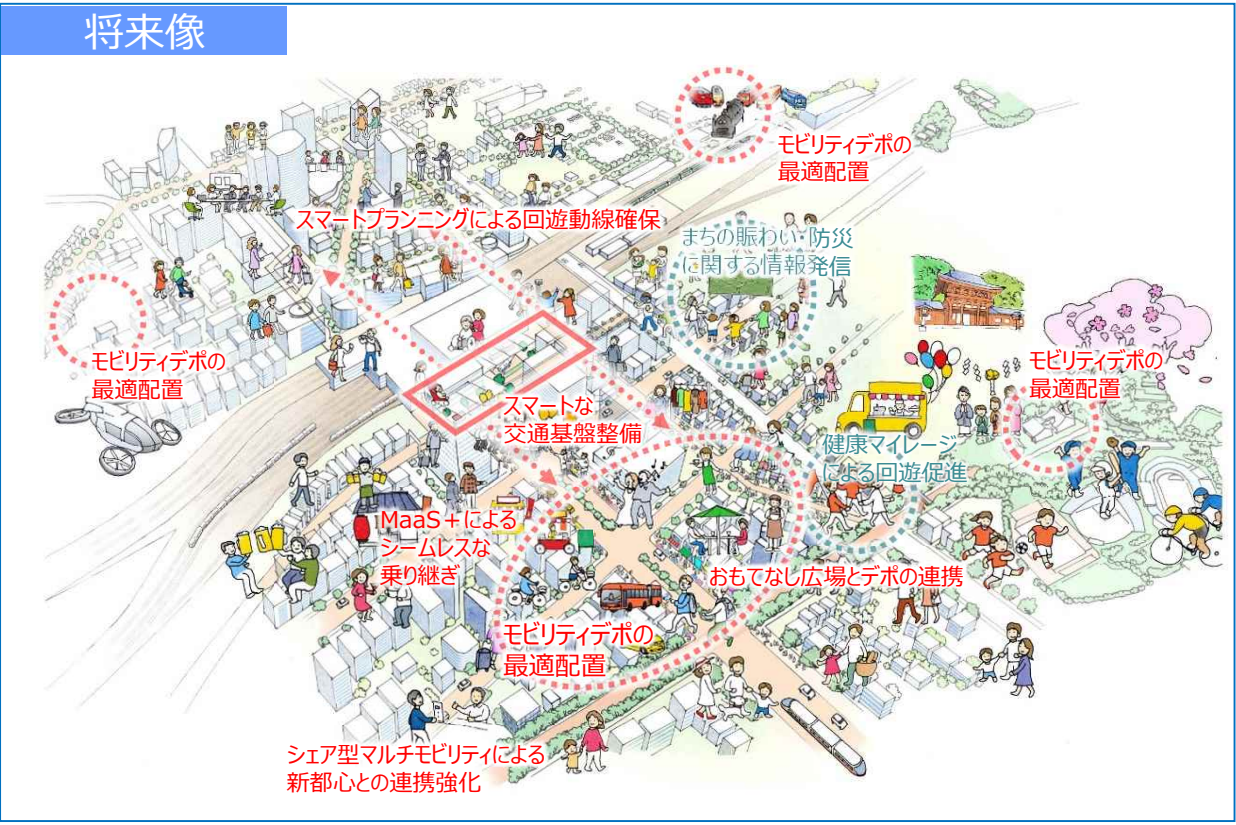 将来像
モビリティデポの
最適配置
スマートプランニングによる回遊動線確保
まちの賑わい・防災
に関する情報発信
モビリティデポの
最適配置
モビリティデポの
最適配置
スマートな
交通基盤整備
健康マイレージ
による回遊促進
MaaS+による
シームレスな
乗り継ぎ
おもてなし広場とデポの連携
モビリティデポの
最適配置
シェア型マルチモビリティによる
新都心との連携強化